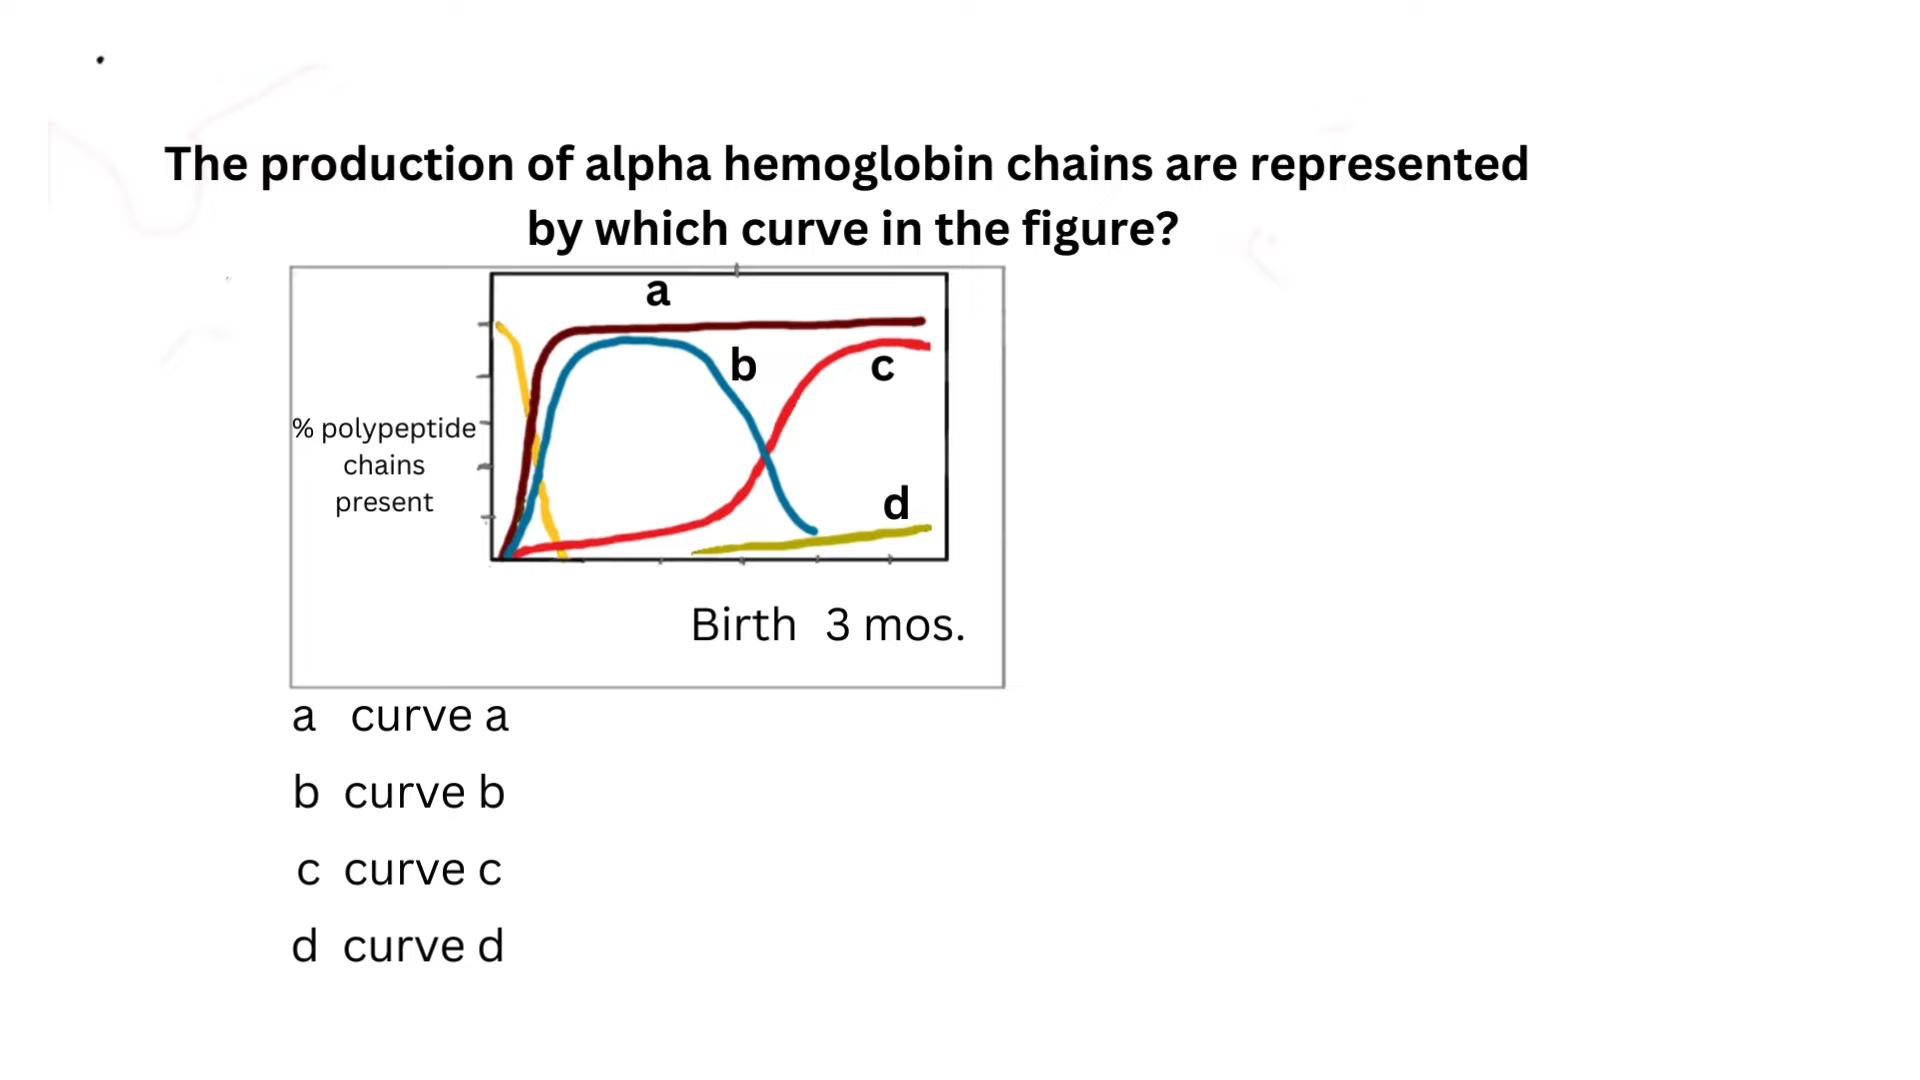 The production of alpha hemoglobin chains are represented
by which curve in the figure?
a
b
c
% polypeptide
chains
present
d
Birth 3 mos.
a curve a
b curve b
c curve c
d curve d